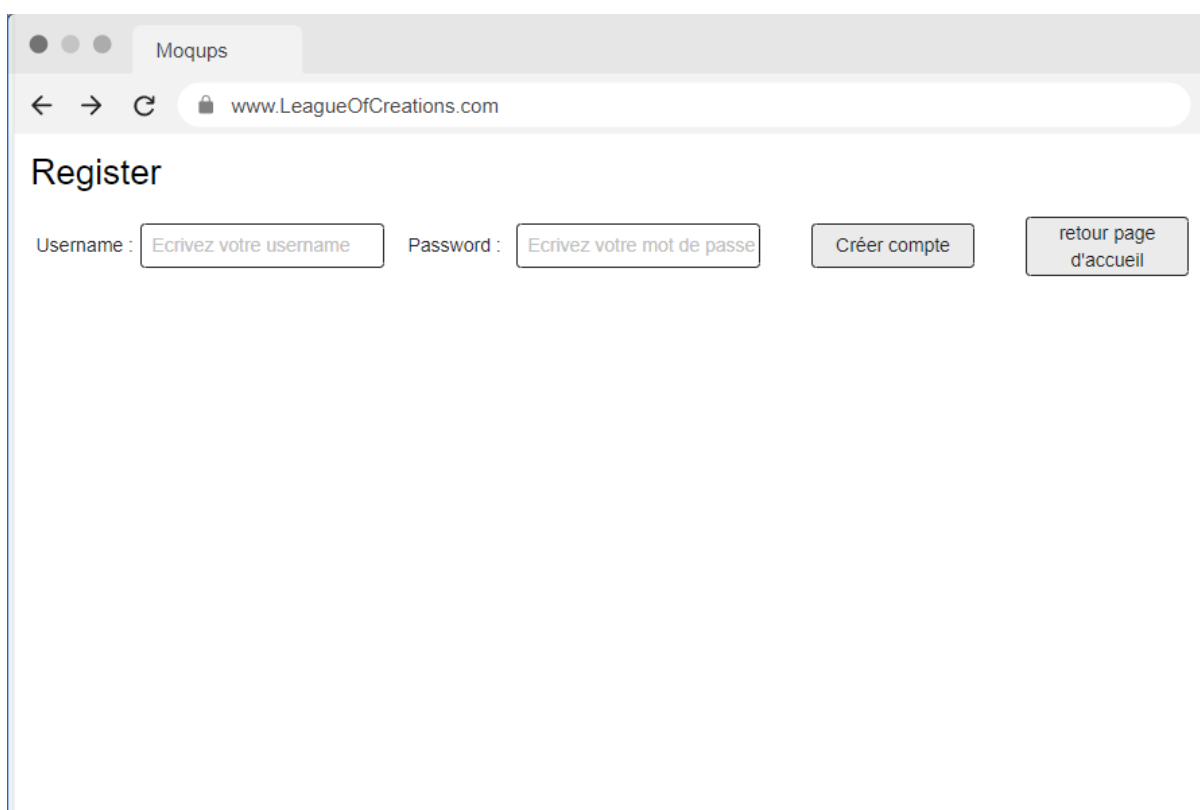 Moqups
www.LeagueOfCreations.com
Register
Username : Ecrivez votre username Password : Ecrivez votre mot de passe Créer compte retour page
d'accueil